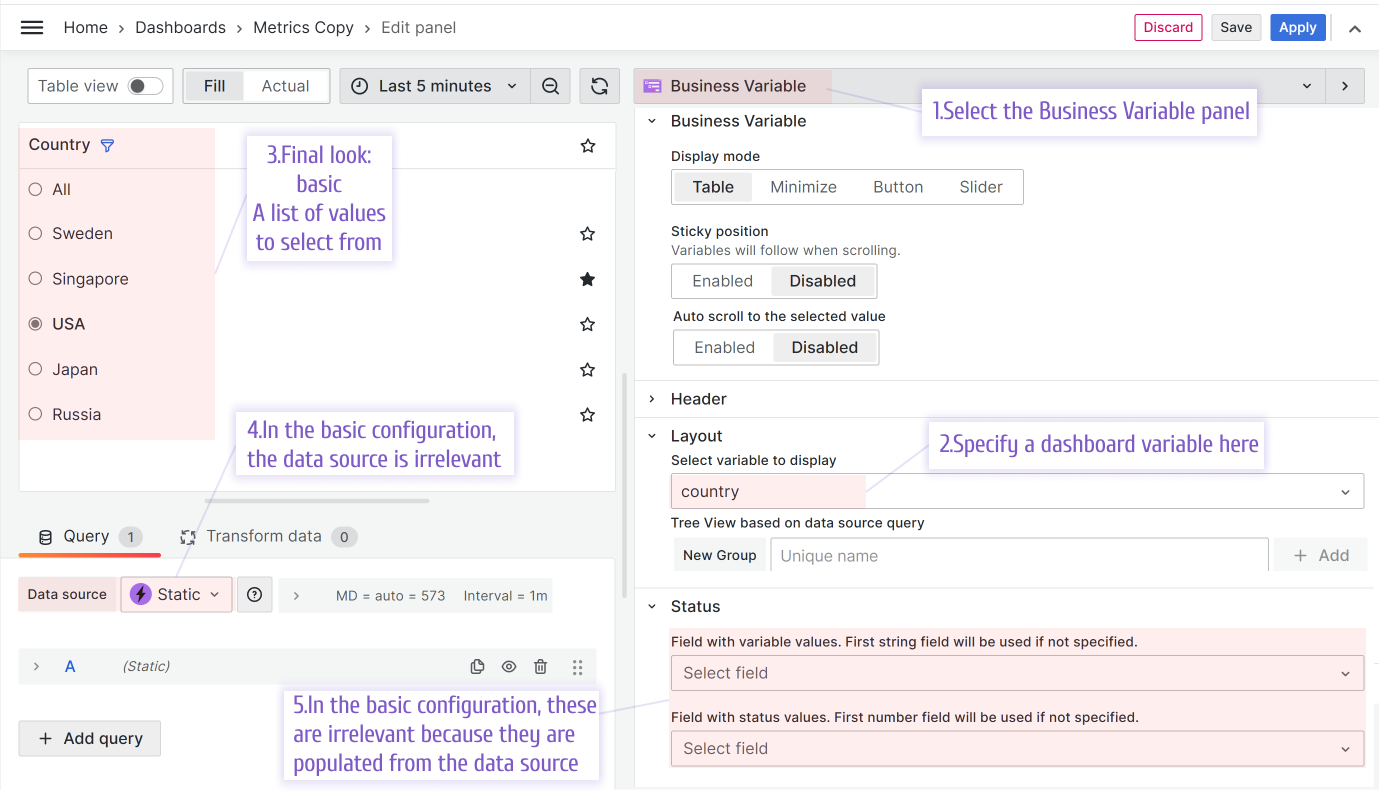 Home > Dashboards > Metrics Copy > Edit panel
Discard
Save
Apply
Table view
Fill
Actual
Last 5 minutes
Country
All
Sweden
Singapore
USA
Japan
Russia
3.Final look:
basic
A list of values
to select from
4.In the basic configuration,
the data source is irrelevant
Query 1
Transform data 0
Data source
Static
MD = auto = 573
Interval = 1m
A
(Static)
5.In the basic configuration, these
are irrelevant because they are
populated from the data source
+ Add query
Business Variable
1.Select the Business Variable panel
Business Variable
Display mode
Table
Minimize
Button
Slider
Sticky position
Variables will follow when scrolling.
Enabled
Disabled
Auto scroll to the selected value
Enabled
Disabled
Header
Layout
2.Specify a dashboard variable here
Select variable to display
country
Tree View based on data source query
New Group
Unique name
+ Add
Status
Field with variable values. First string field will be used if not specified.
Select field
Field with status values. First number field will be used if not specified.
Select field